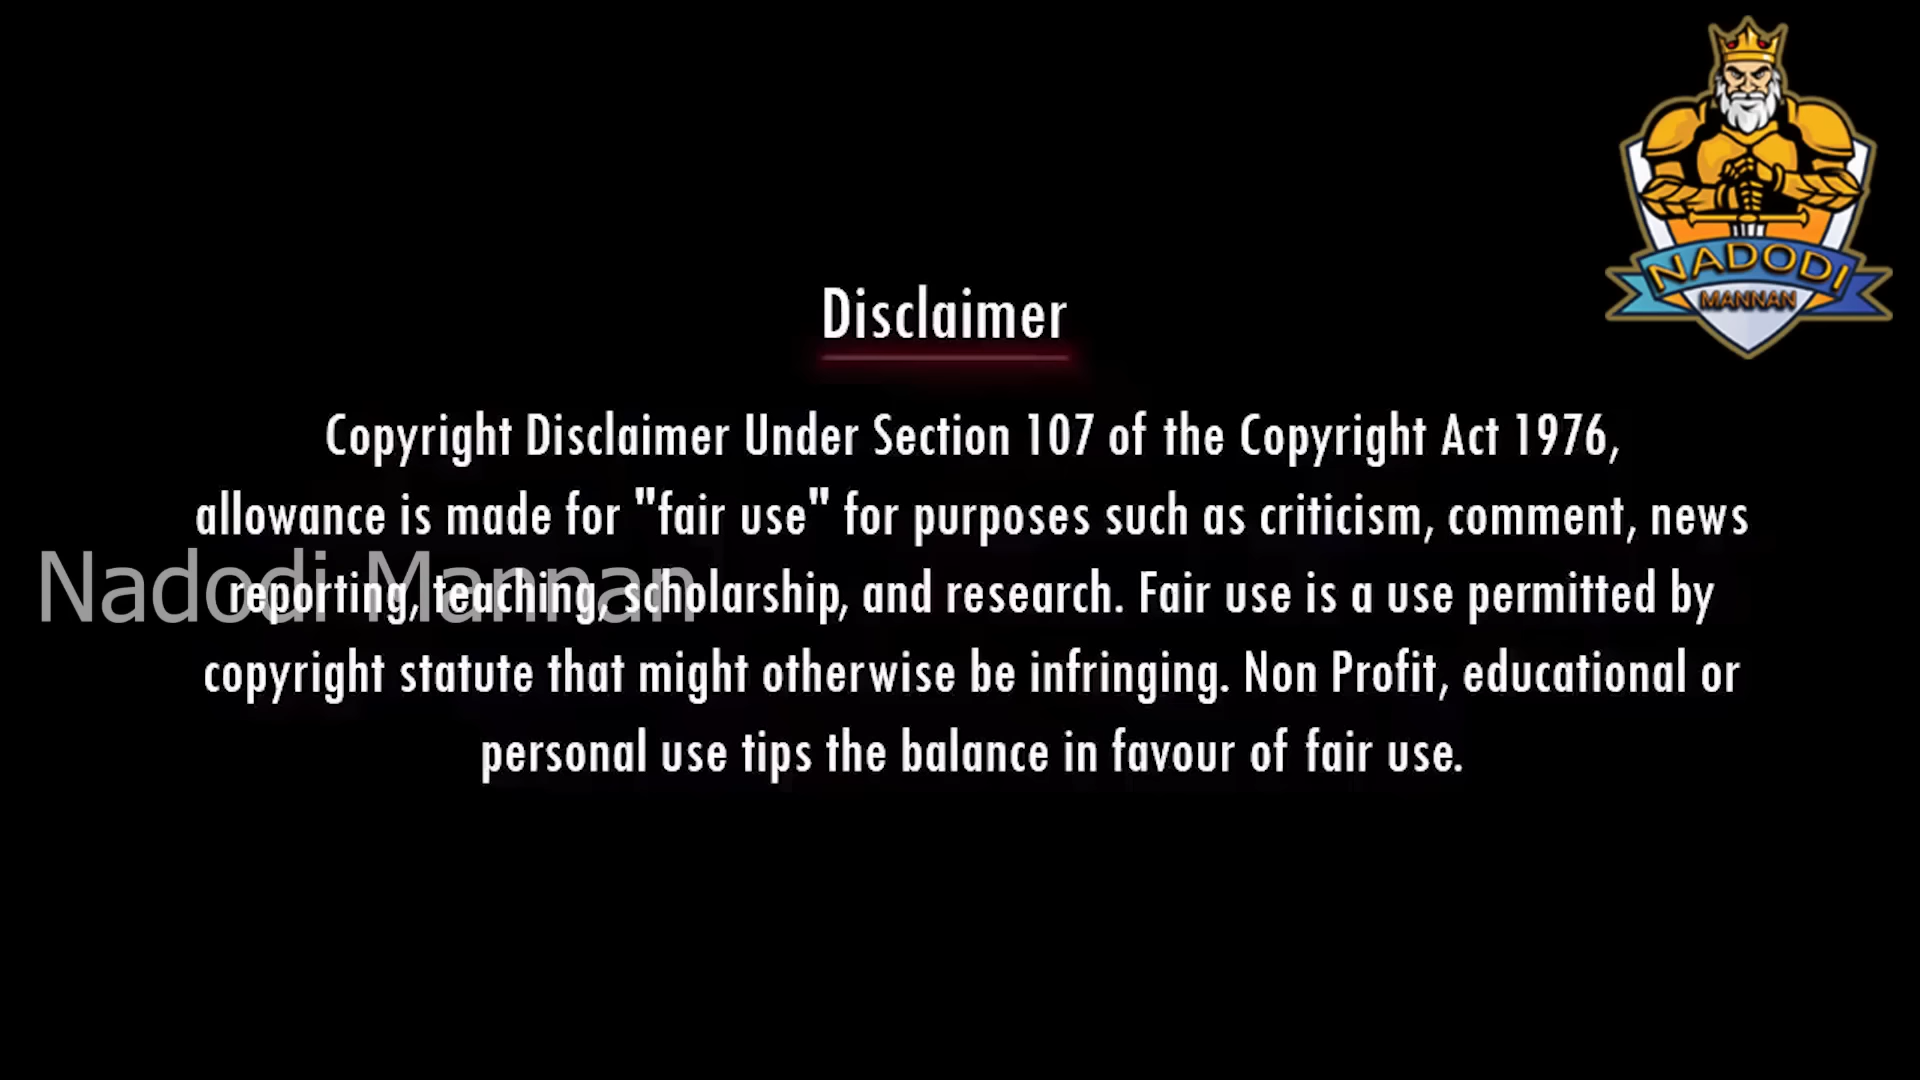 NADODI
MANNAN
Disclaimer
Copyright Disclaimer Under Section 107 of the Copyright Act 1976,
allowance is made for "fair use" for purposes such as criticism, comment, news
Nadodi Mannan
reporting, teaching, scholarship, and research. Fair use is a use permitted by
copyright statute that might otherwise be infringing. Non Profit, educational or
personal use tips the balance in favour of fair use.